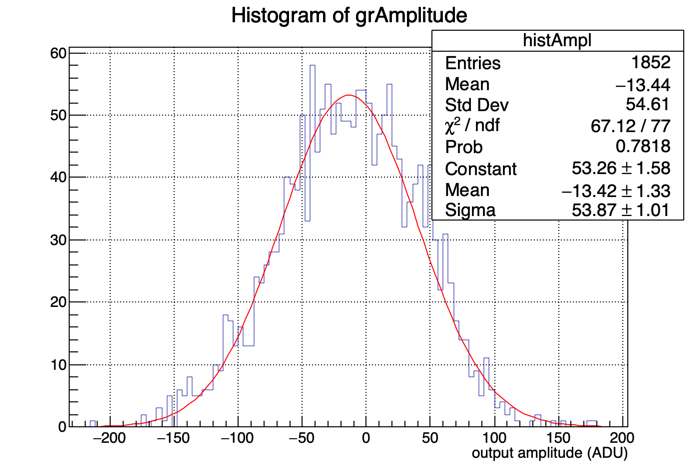 Histogram of grAmplitude
histAmpl
Entries 1852
Mean −13.44
Std Dev 54.61
χ² / ndf 67.12 / 77
Prob 0.7818
Constant 53.26 ± 1.58
Mean −13.42 ± 1.33
Sigma 53.87 ± 1.01
60
50
40
30
20
10
0
−200 −150 −100 −50 0 50 100 150 200
output amplitude (ADU)